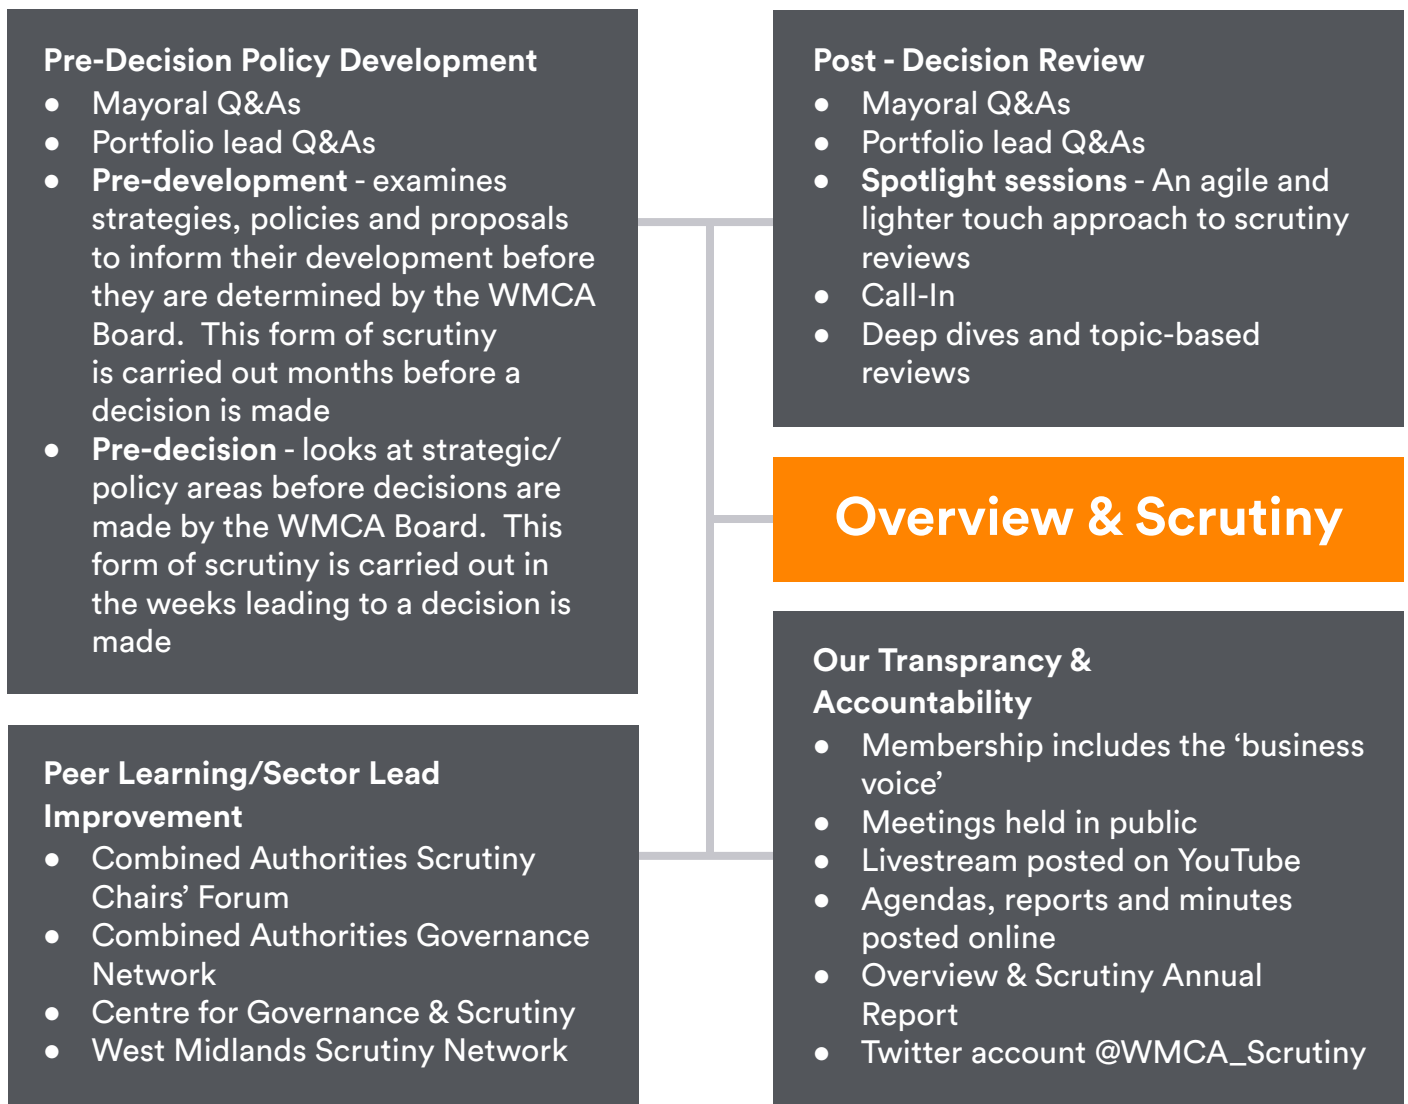 Pre-Decision Policy Development
● Mayoral Q&As
● Portfolio lead Q&As
● Pre-development - examines
strategies, policies and proposals
to inform their development before
they are determined by the WMCA
Board.  This form of scrutiny
is carried out months before a
decision is made
● Pre-decision - looks at strategic/
policy areas before decisions are
made by the WMCA Board.  This
form of scrutiny is carried out in
the weeks leading to a decision is
made
Peer Learning/Sector Lead
Improvement
● Combined Authorities Scrutiny
Chairs’ Forum
● Combined Authorities Governance
Network
● Centre for Governance & Scrutiny
● West Midlands Scrutiny Network
Post - Decision Review
● Mayoral Q&As
● Portfolio lead Q&As
● Spotlight sessions - An agile and
lighter touch approach to scrutiny
reviews
● Call-In
● Deep dives and topic-based
reviews
Overview & Scrutiny
Our Transprancy &
Accountability
● Membership includes the ‘business
voice’
● Meetings held in public
● Livestream posted on YouTube
● Agendas, reports and minutes
posted online
● Overview & Scrutiny Annual
Report
● Twitter account @WMCA_Scrutiny